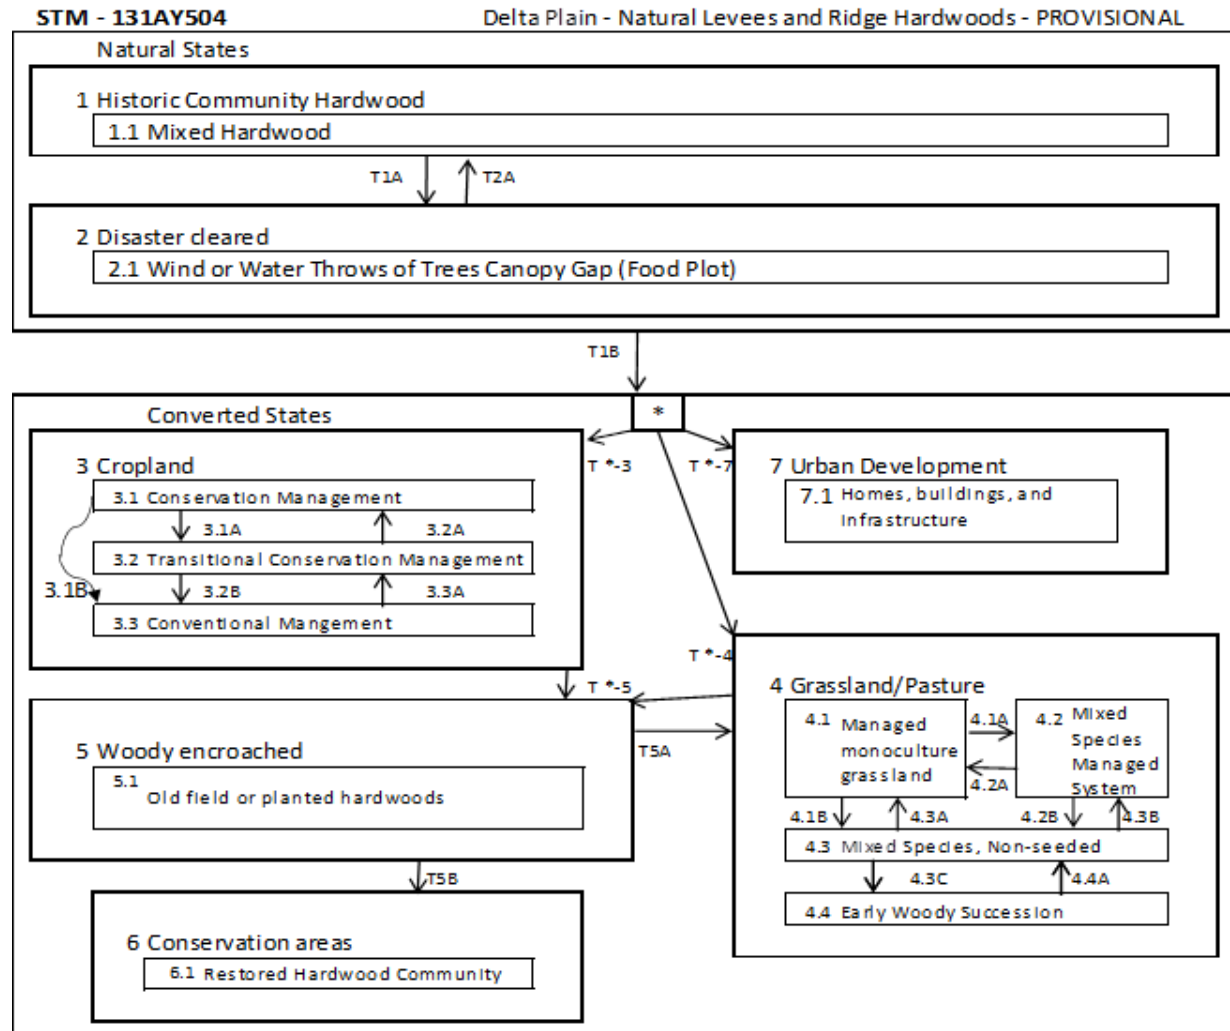 STM - 131AY504 Delta Plain - Natural Levees and Ridge Hardwoods - PROVISIONAL
Natural States
1 Historic Community Hardwood
1.1 Mixed Hardwood
T1A T2A
2 Disaster cleared
2.1 Wind or Water Throws of Trees Canopy Gap (Food Plot)
T1B
Converted States
*
T *-3 T *-7
3 Cropland
3.1 Conservation Management
3.1A 3.2A
3.2 Transitional Conservation Management
3.1B 3.2B 3.3A
3.3 Conventional Mangement
7 Urban Development
7.1 Homes, buildings, and
infrastructure
T *-4
T *-5
4 Grassland/Pasture
4.1 Managed
monoculture
grassland
4.1A
4.2A
4.2 Mixed
Species
Managed
System
4.1B 4.3A 4.2B 4.3B
4.3 Mixed Species, Non-seeded
4.3C 4.4A
4.4 Early Woody Succession
5 Woody encroached
5.1
Old field or planted hardwoods
T5A
T5B
6 Conservation areas
6.1 Restored Hardwood Community